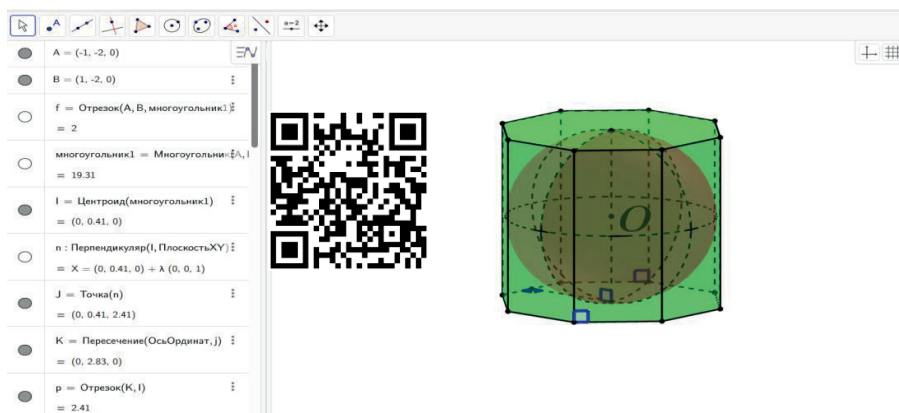 A
a=2
A = (-1, -2, 0)
B = (1, -2, 0)
f = Отрезок(A, B, многоугольник1)
= 2
многоугольник1 = Многоугольник(A,
= 19.31
I = Центроид(многоугольник1)
= (0, 0.41, 0)
n : Перпендикуляр(I, ПлоскостьXY)
= X = (0, 0.41, 0) + λ (0, 0, 1)
J = Точка(n)
= (0, 0.41, 2.41)
K = Пересечение(ОсьОрдинат, j)
= (0, 2.83, 0)
p = Отрезок(K, I)
= 2.41
O